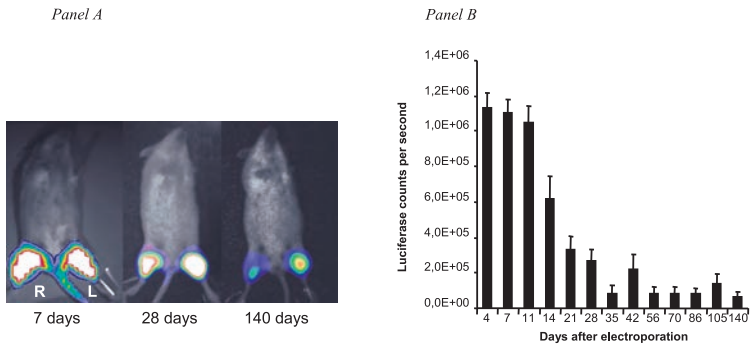 Panel A
R L
7 days 28 days 140 days
Panel B
1,4E+06
1,2E+06
1,0E+06
8,0E+05
6,0E+05
4,0E+05
2,0E+05
0,0E+00
Luciferase counts per second
4 7 11 14 21 28 35 42 56 70 86 105 140
Days after electroporation